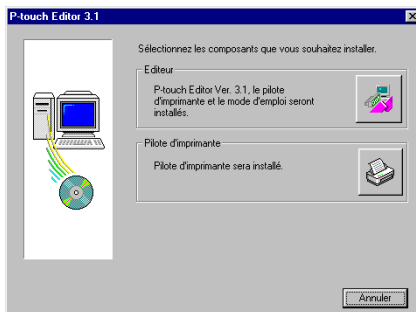 P-touch Editor 3.1
Sélectionnez les composants que vous souhaitez installer.
Editeur
P-touch Editor Ver. 3.1, le pilote
d'imprimante et le mode d'emploi seront
installés.
Pilote d'imprimante
Pilote d'imprimante sera installé.
Annuler